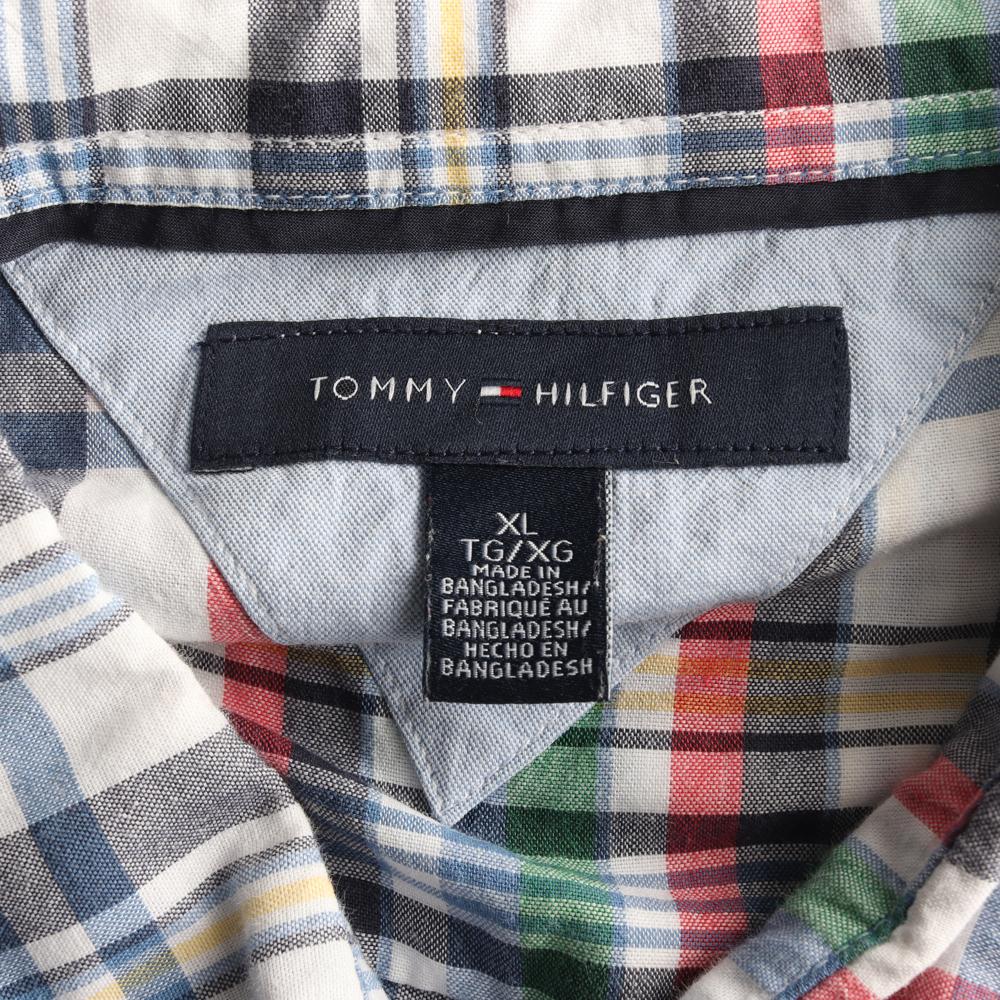 TOMMY HILFIGER
XL
TG/XG
MADE IN
BANGLADESH/
FABRIQUÉ AU
BANGLADESH/
HECHO EN
BANGLADESH